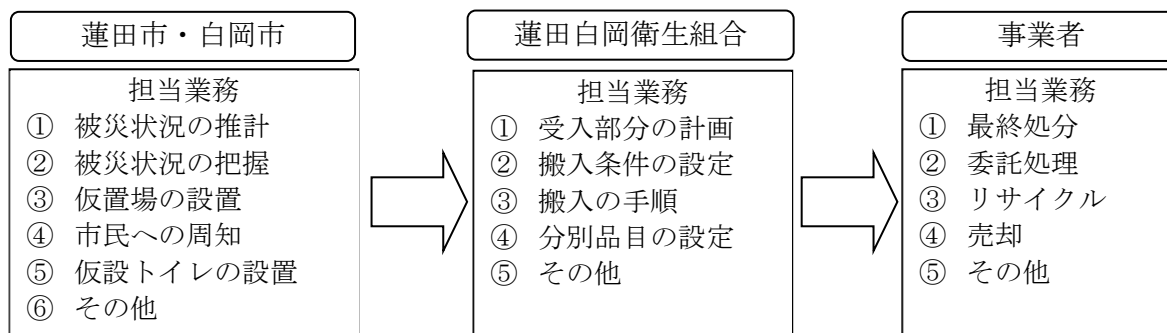 蓮田市・白岡市
担当業務
① 被災状況の推計
② 被災状況の把握
③ 仮置場の設置
④ 市民への周知
⑤ 仮設トイレの設置
⑥ その他
蓮田白岡衛生組合
担当業務
① 受入部分の計画
② 搬入条件の設定
③ 搬入の手順
④ 分別品目の設定
⑤ その他
事業者
担当業務
① 最終処分
② 委託処理
③ リサイクル
④ 売却
⑤ その他